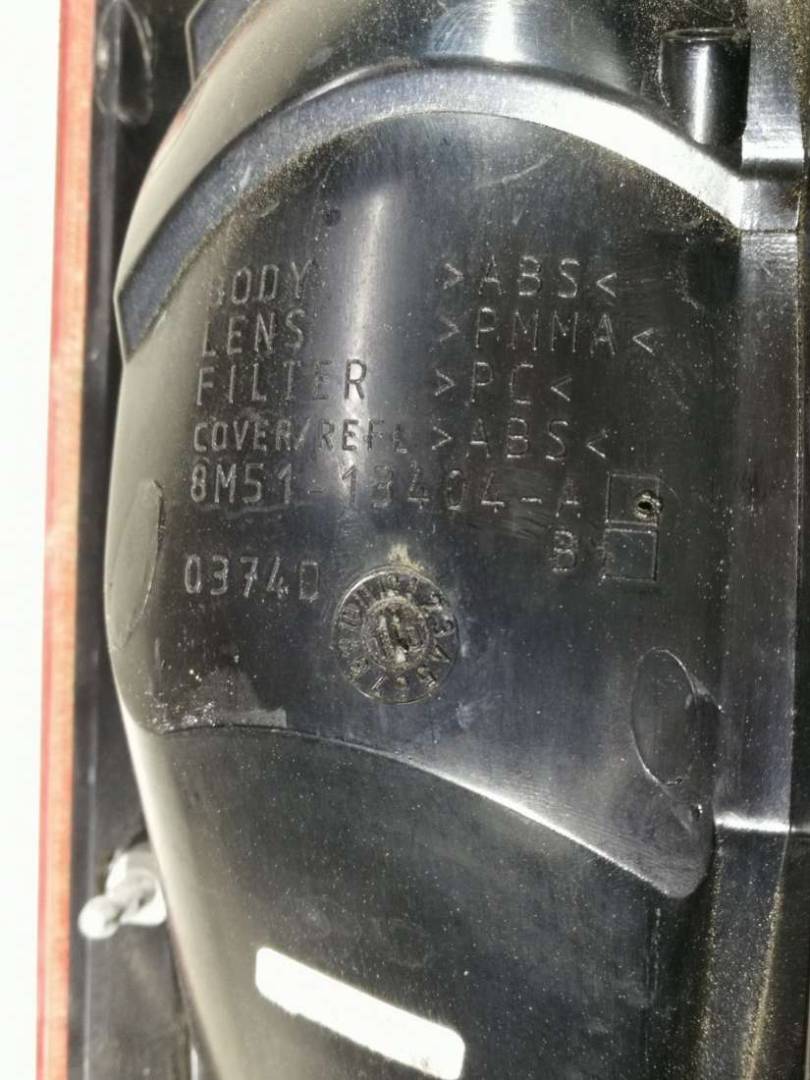 BODY >ABS<
LENS >PMMA<
FILTER >PC<
COVER/REFL >ABS<
8M51-13404-A
B
03740